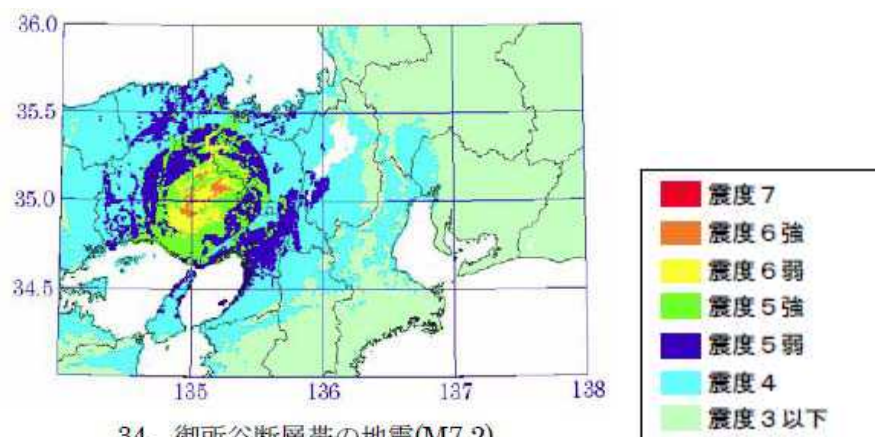 36.0
35.5
35.0
34.5
135 136 137 138
34. 御所谷断層帯の地震(M7.2)
震度7
震度6強
震度6弱
震度5強
震度5弱
震度4
震度3以下